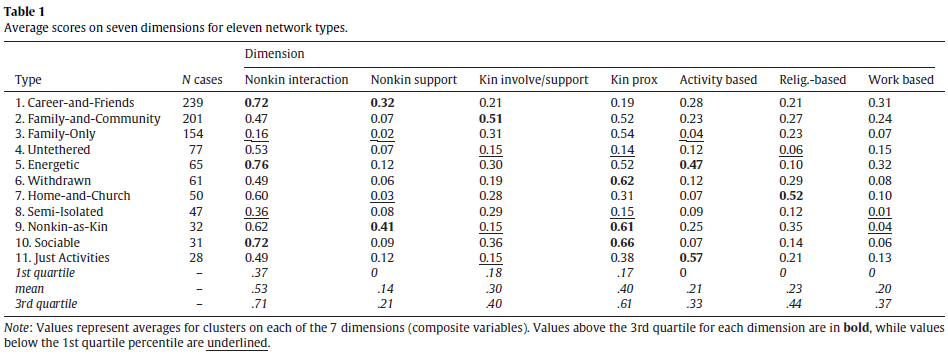 Table 1
Average scores on seven dimensions for eleven network types.
Dimension
Type N cases Nonkin interaction Nonkin support Kin involve/support Kin prox Activity based Relig.-based Work based
1. Career-and-Friends 239 0.72 0.32 0.21 0.19 0.28 0.21 0.31
2. Family-and-Community 201 0.47 0.07 0.51 0.52 0.23 0.27 0.24
3. Family-Only 154 0.16 0.02 0.31 0.54 0.04 0.23 0.07
4. Untethered 77 0.53 0.07 0.15 0.14 0.12 0.06 0.15
5. Energetic 65 0.76 0.12 0.30 0.52 0.47 0.10 0.32
6. Withdrawn 61 0.49 0.06 0.19 0.62 0.12 0.29 0.08
7. Home-and-Church 50 0.60 0.03 0.28 0.31 0.07 0.52 0.10
8. Semi-Isolated 47 0.36 0.08 0.29 0.15 0.09 0.12 0.01
9. Nonkin-as-Kin 32 0.62 0.41 0.15 0.61 0.25 0.35 0.04
10. Sociable 31 0.72 0.09 0.36 0.66 0.07 0.14 0.06
11. Just Activities 28 0.49 0.12 0.15 0.38 0.57 0.21 0.13
1st quartile – .37 0 .18 .17 0 0 0
mean – .53 .14 .30 .40 .21 .23 .20
3rd quartile – .71 .21 .40 .61 .33 .44 .37
Note: Values represent averages for clusters on each of the 7 dimensions (composite variables). Values above the 3rd quartile for each dimension are in bold, while values
below the 1st quartile percentile are underlined.